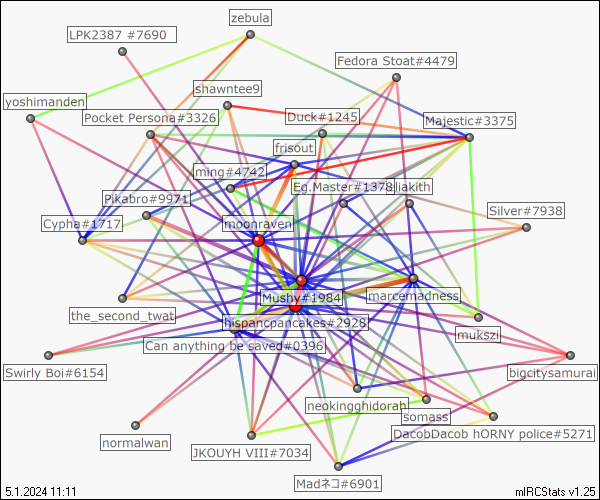 zebula
LPK2387 #7690
Fedora Stoat#4479
shawntee9
yoshimanden
Pocket Persona#3326
Duck#1245
Majestic#3375
frisout
ming#4742
Eg.Master#1378
jliakith
Pikabro#9971
Silver#7938
Cypha#1717
moonraven
Mushy#1984
marcemadness
the_second_twat
hispancpancakes#2928
mukszi
Can anything be saved#0396
Swirly Boi#6154
bigcitysamurai
neokingghidorah
somass
DacobDacob hORNY police#5271
normalwan
JKOUYH VIII#7034
Madネコ#6901
5.1.2024 11:11
mIRCStats v1.25